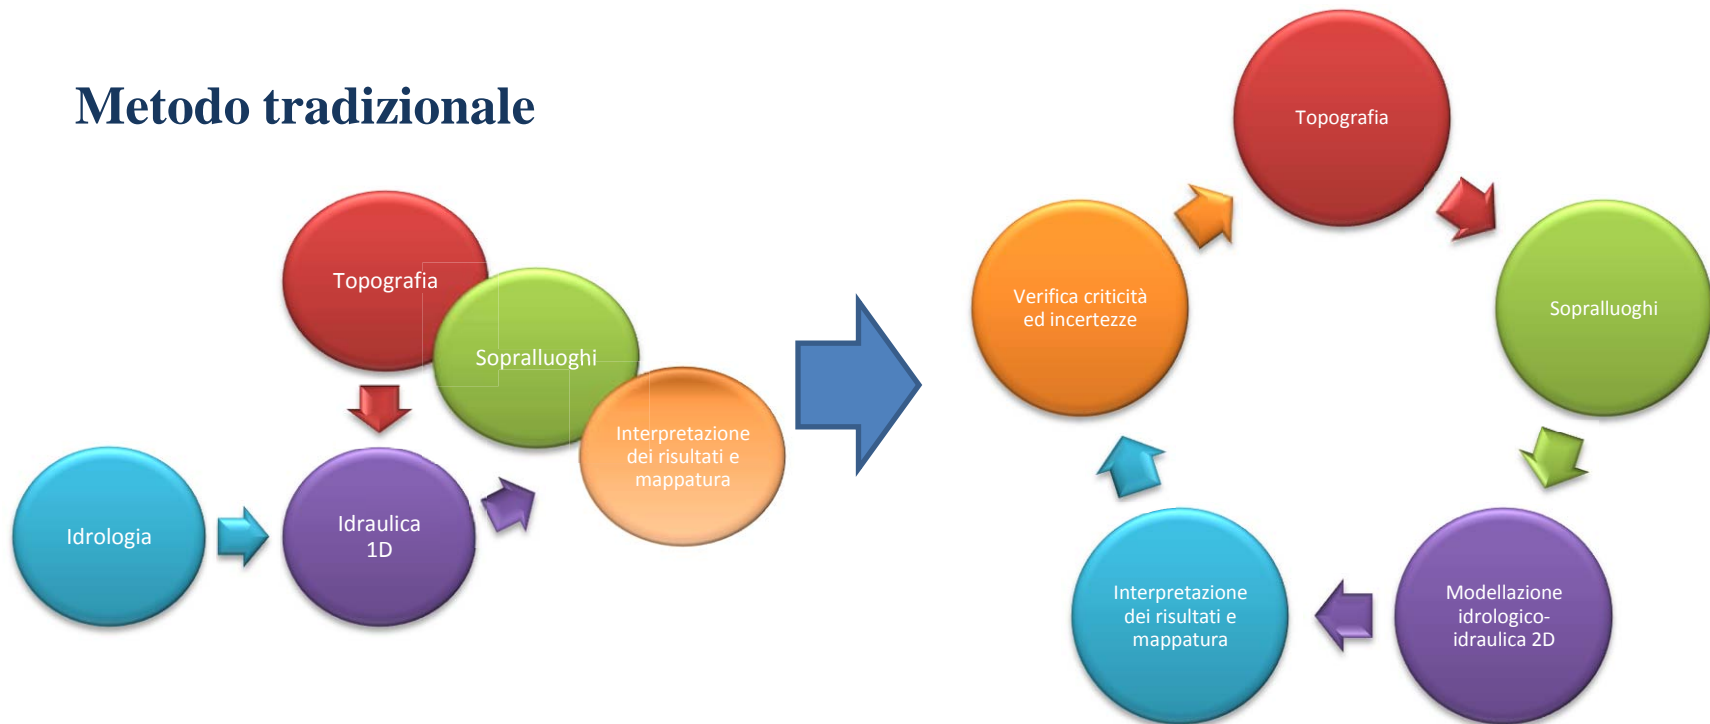 Metodo tradizionale
Topografia
Sopralluoghi
Interpretazione
dei risultati e
mappatura
Idrologia
Idraulica
1D
Topografia
Sopralluoghi
Modellazione
idrologico-
idraulica 2D
Interpretazione
dei risultati e
mappatura
Verifica criticità
ed incertezze